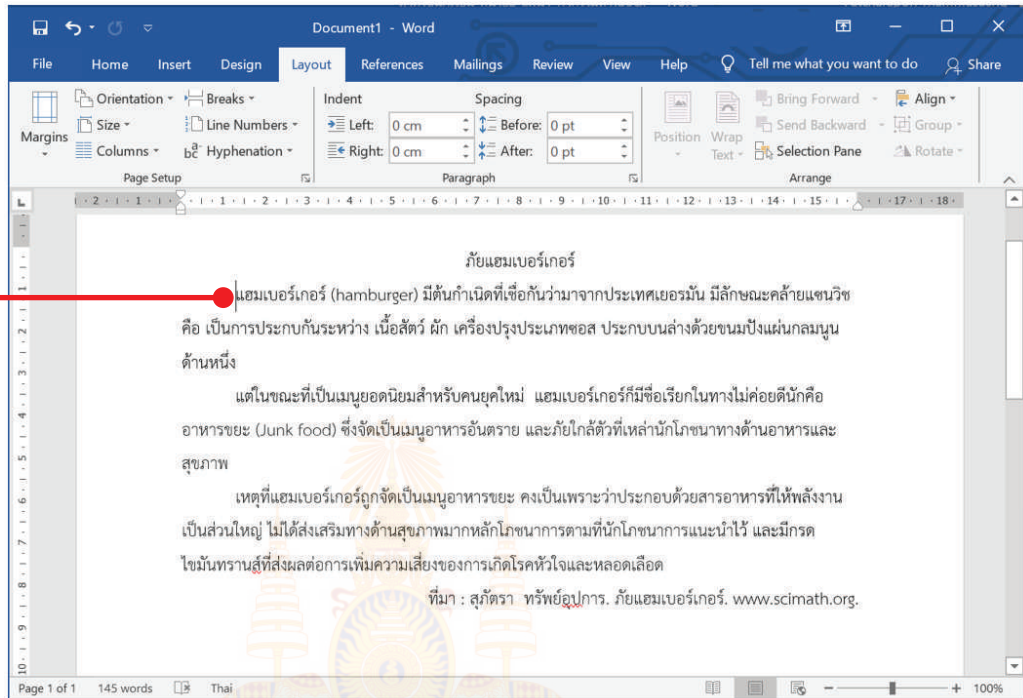 Document1 - Word
File Home Insert Design Layout References Mailings Review View Help Tell me what you want to do Share
Margins Orientation Breaks Indent Spacing Position Wrap Text Bring Forward Align
Size Line Numbers Left: 0 cm Before: 0 pt Send Backward Group
Columns Hyphenation Right: 0 cm After: 0 pt Selection Pane Rotate
Page Setup Paragraph Arrange
2 1 1 2 3 4 5 6 7 8 9 10 11 12 13 14 15 17 18
ภัยแฮมเบอร์เกอร์
แฮมเบอร์เกอร์ (hamburger) มีต้นกำเนิดที่เชื่อกันว่ามาจากประเทศเยอรมัน มีลักษณะคล้ายแซนวิช
คือ เป็นการประกบกันระหว่าง เนื้อสัตว์ ผัก เครื่องปรุงประเภทซอส ประกบบนล่างด้วยขนมปังแผ่นกลมนูน
ด้านหนึ่ง
แต่ในขณะที่เป็นเมนูยอดนิยมสำหรับคนยุคใหม่ แฮมเบอร์เกอร์ก็มีชื่อเรียกในทางไม่ค่อยดีนักคือ
อาหารขยะ (Junk food) ซึ่งจัดเป็นเมนูอาหารอันตราย และภัยใกล้ตัวที่เหล่านักโภชนาทางด้านอาหารและ
สุขภาพ
เหตุที่แฮมเบอร์เกอร์ถูกจัดเป็นเมนูอาหารขยะ คงเป็นเพราะว่าประกอบด้วยสารอาหารที่ให้พลังงาน
เป็นส่วนใหญ่ ไม่ได้ส่งเสริมทางด้านสุขภาพมากหลักโภชนาการตามที่นักโภชนาการแนะนำไว้ และมีกรด
ไขมันทรานส์ที่ส่งผลต่อการเพิ่มความเสี่ยงของการเกิดโรคหัวใจและหลอดเลือด
ที่มา : สุภัตรา ทรัพย์อุปการ. ภัยแฮมเบอร์เกอร์. www.scimath.org.
1 2 3 4 5 6 7 8 9 10
Page 1 of 1 145 words Thai 100%